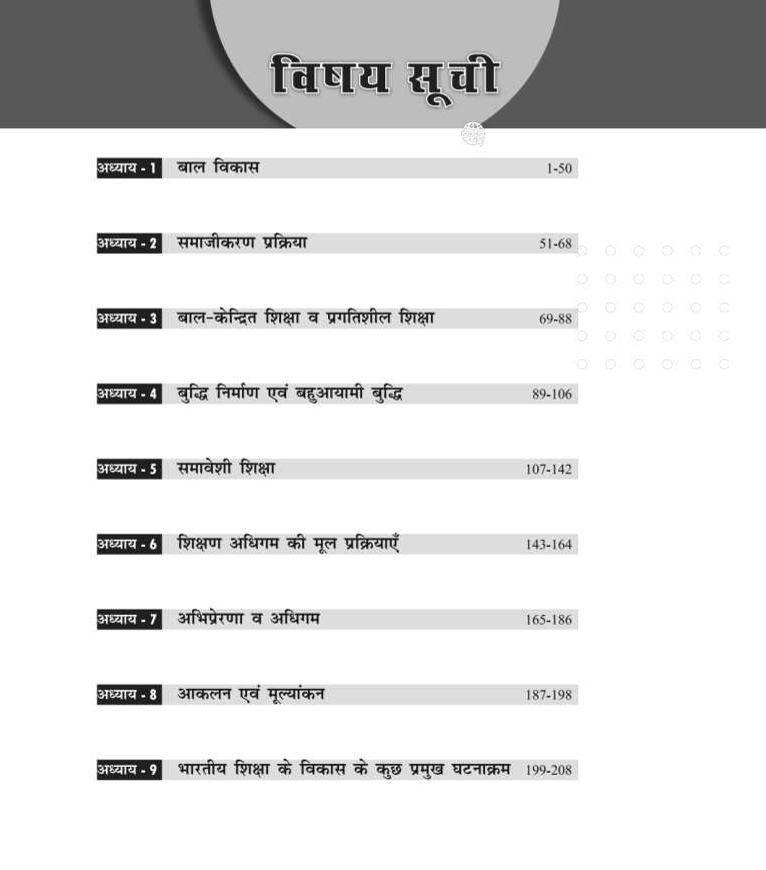 विषय सूची
अध्याय - 1 बाल विकास 1-50
अध्याय - 2 समाजीकरण प्रक्रिया 51-68
अध्याय - 3 बाल-केन्द्रित शिक्षा व प्रगतिशील शिक्षा 69-88
अध्याय - 4 बुद्धि निर्माण एवं बहुआयामी बुद्धि 89-106
अध्याय - 5 समावेशी शिक्षा 107-142
अध्याय - 6 शिक्षण अधिगम की मूल प्रक्रियाएँ 143-164
अध्याय - 7 अभिप्रेरणा व अधिगम 165-186
अध्याय - 8 आकलन एवं मूल्यांकन 187-198
अध्याय - 9 भारतीय शिक्षा के विकास के कुछ प्रमुख घटनाक्रम 199-208